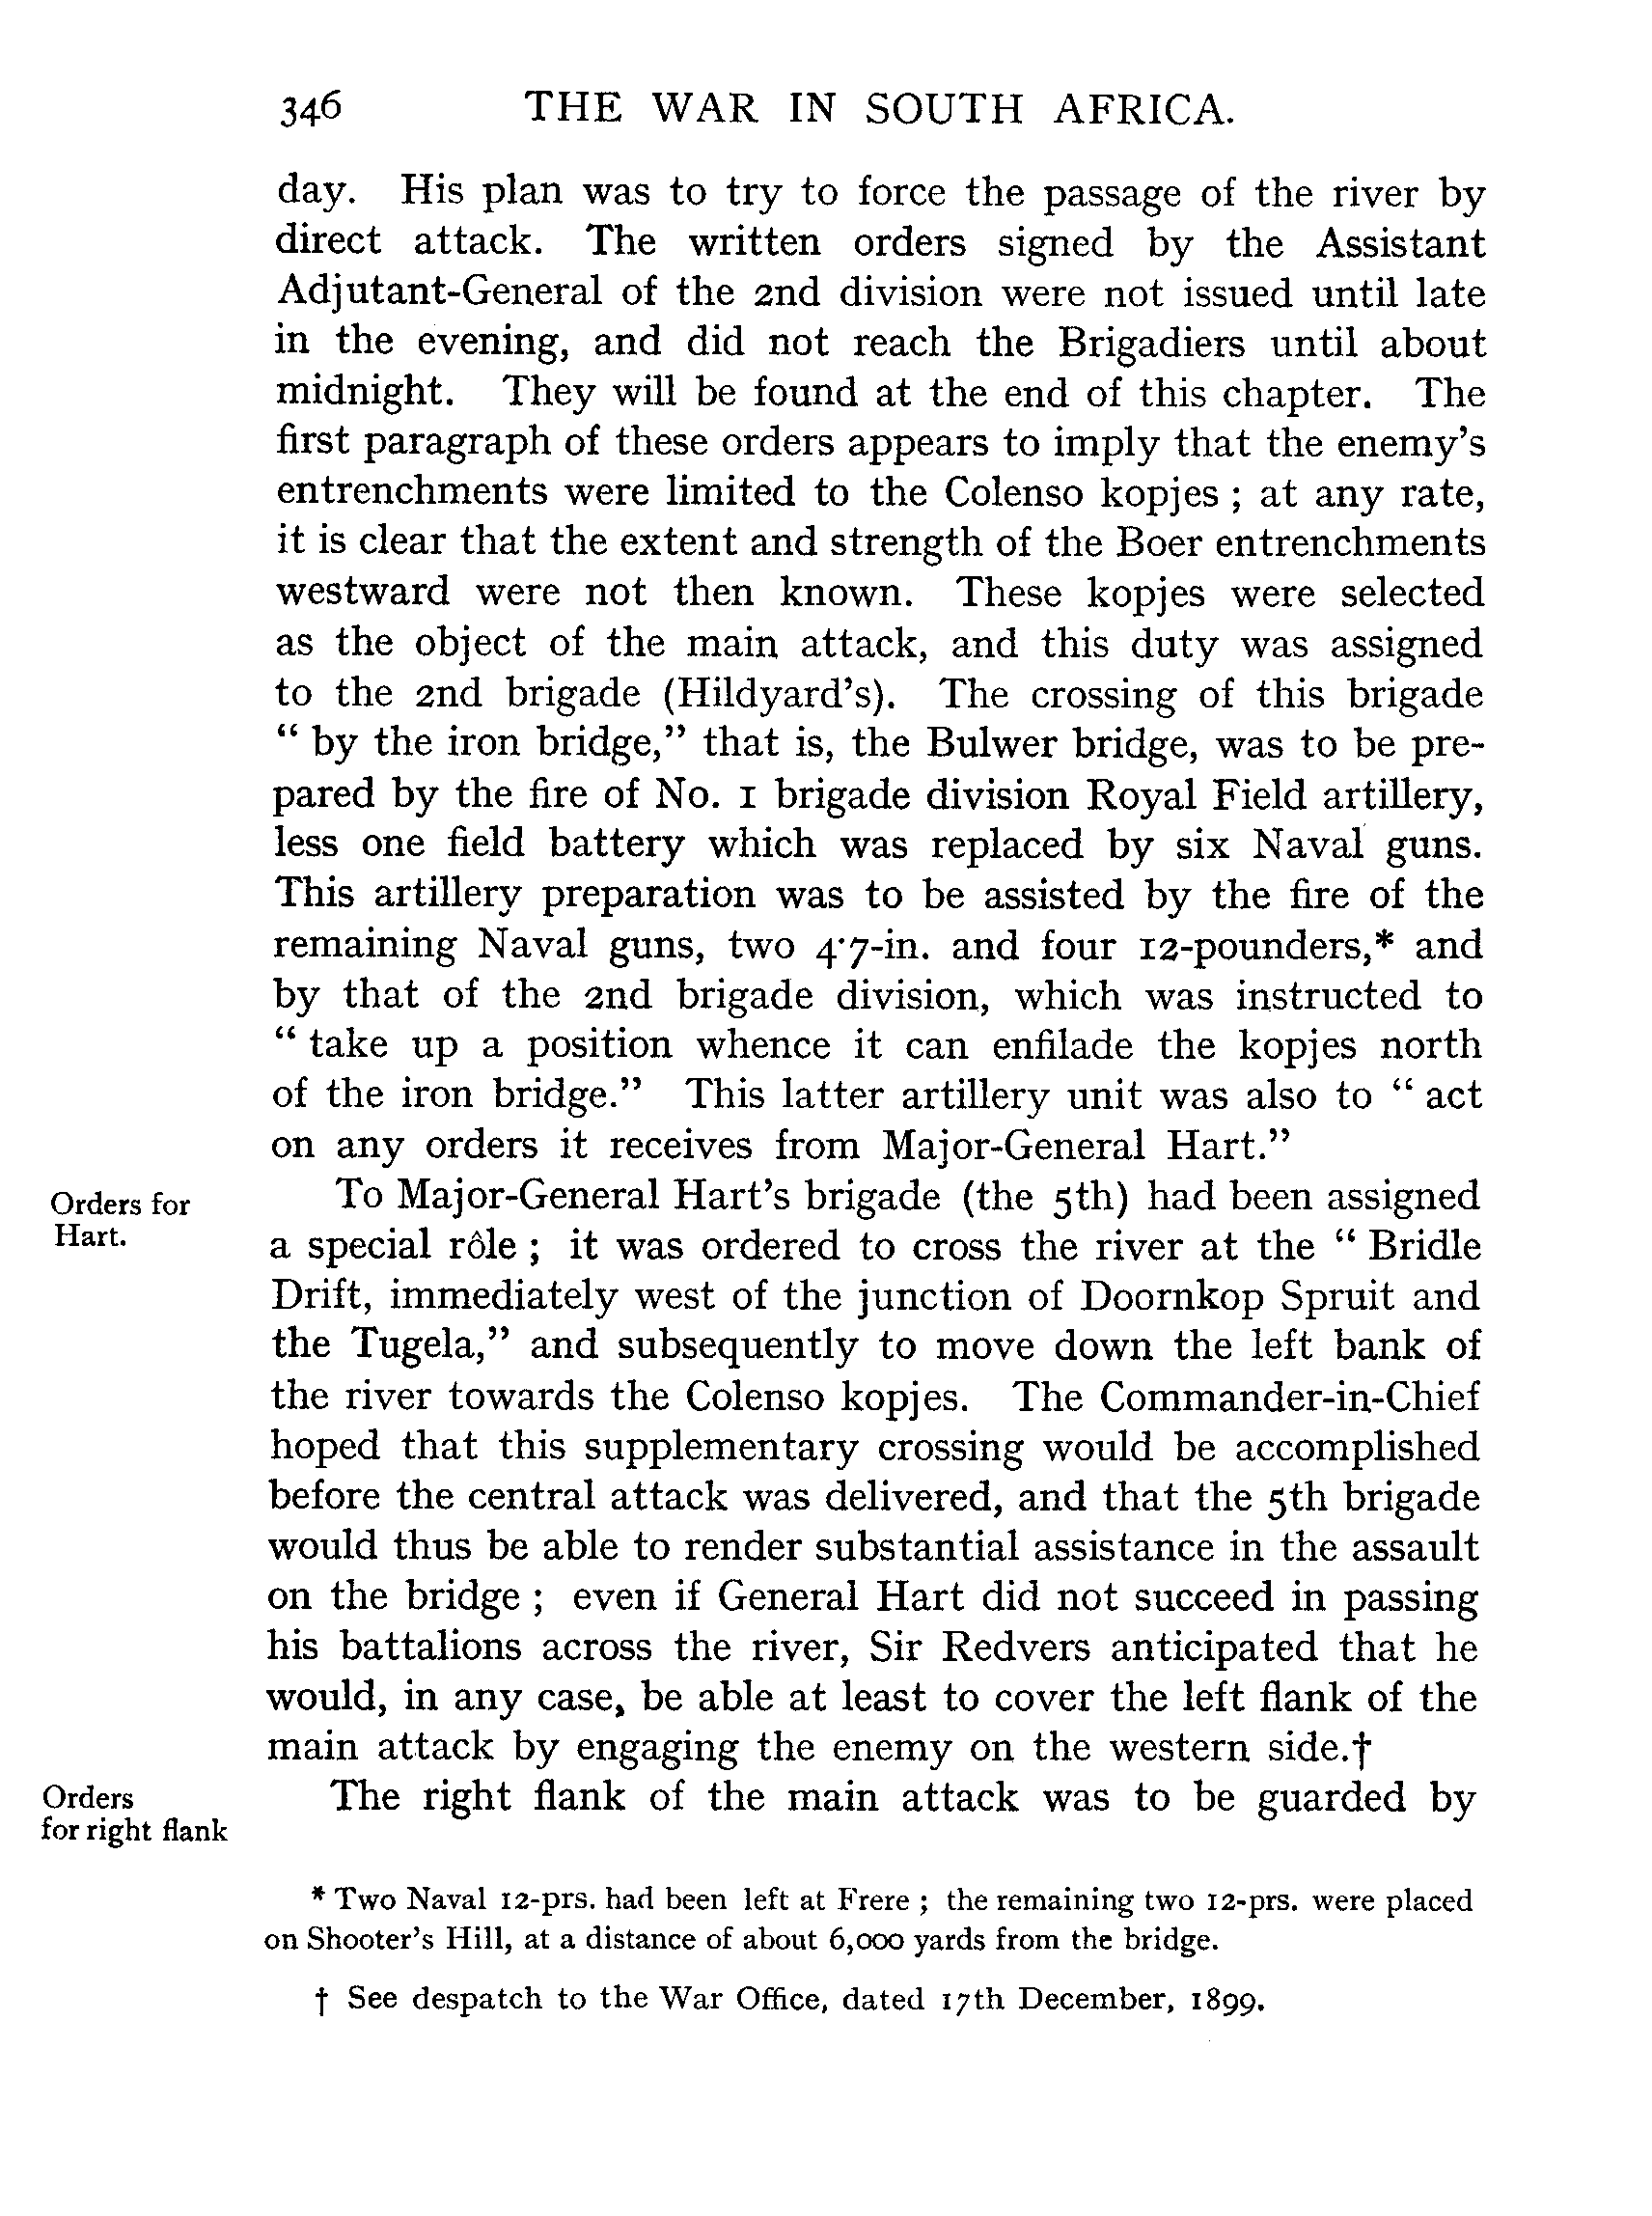 346 THE WAR IN SOUTH AFRICA.
day. His plan was to try to force the passage of the river by
direct attack. The written orders signed by the Assistant
Adjutant-General of the 2nd division were not issued until late
in the evening, and did not reach the Brigadiers until about
midnight. They will be found at the end of this chapter. The
first paragraph of these orders appears to imply that the enemy's
entrenchments were limited to the Colenso kopjes ; at any rate,
it is clear that the extent and strength of the Boer entrenchments
westward were not then known. These kopjes were selected
as the object of the main attack, and this duty was assigned
to the 2nd brigade (Hildyard's). The crossing of this brigade
“ by the iron bridge,” that is, the Bulwer bridge, was to be pre-
pared by the fire of No. 1 brigade division Royal Field artillery,
less one field battery which was replaced by six Naval guns.
This artillery preparation was to be assisted by the fire of the
remaining Naval guns, two 4·7-in. and four 12-pounders,* and
by that of the 2nd brigade division, which was instructed to
“ take up a position whence it can enfilade the kopjes north
of the iron bridge.” This latter artillery unit was also to “ act
on any orders it receives from Major-General Hart.”
Orders for
Hart.
To Major-General Hart's brigade (the 5th) had been assigned
a special rôle ; it was ordered to cross the river at the “ Bridle
Drift, immediately west of the junction of Doornkop Spruit and
the Tugela,” and subsequently to move down the left bank of
the river towards the Colenso kopjes. The Commander-in-Chief
hoped that this supplementary crossing would be accomplished
before the central attack was delivered, and that the 5th brigade
would thus be able to render substantial assistance in the assault
on the bridge ; even if General Hart did not succeed in passing
his battalions across the river, Sir Redvers anticipated that he
would, in any case, be able at least to cover the left flank of the
main attack by engaging the enemy on the western side.†
Orders
for right flank
The right flank of the main attack was to be guarded by
* Two Naval 12-prs. had been left at Frere ; the remaining two 12-prs. were placed
on Shooter's Hill, at a distance of about 6,000 yards from the bridge.
† See despatch to the War Office, dated 17th December, 1899.